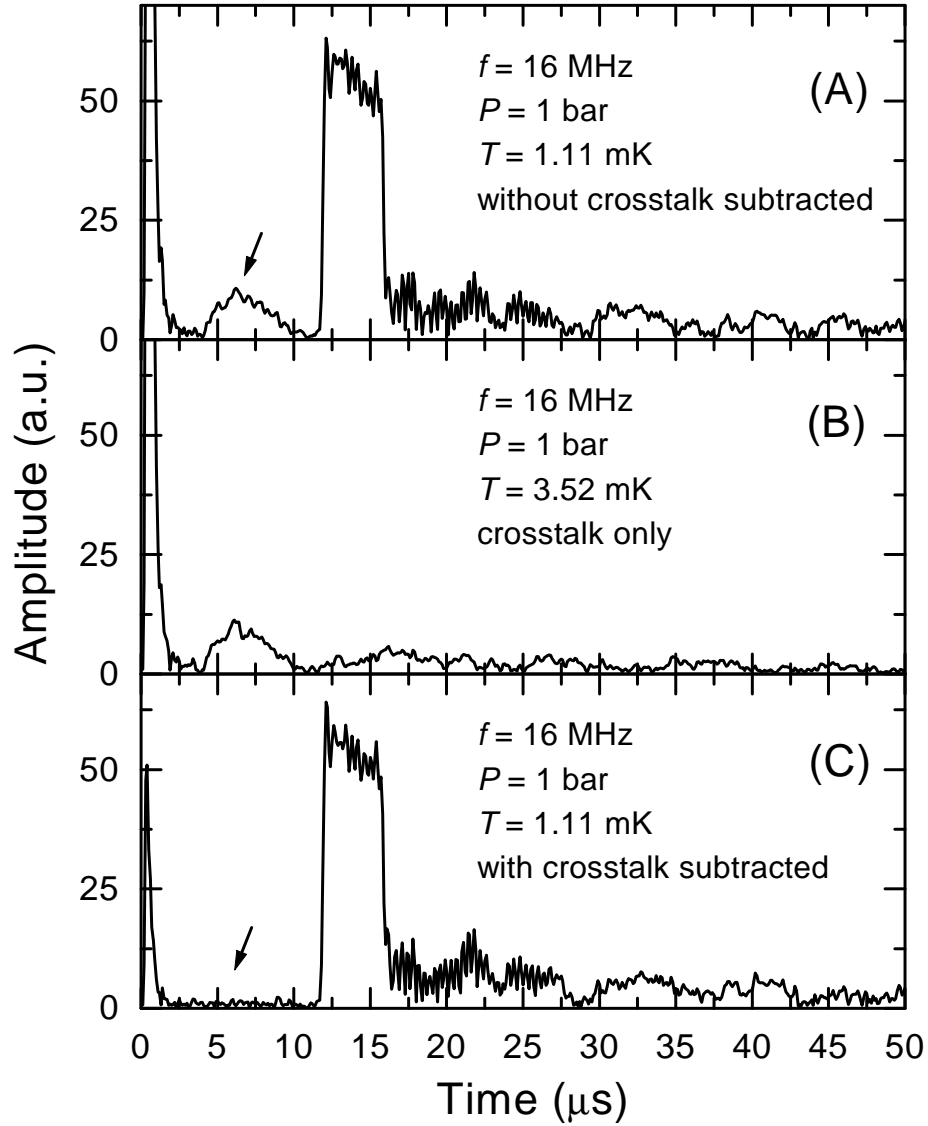 Amplitude (a.u.)
50
25
0
f = 16 MHz
P = 1 bar
T = 1.11 mK
without crosstalk subtracted
(A)
50
25
0
f = 16 MHz
P = 1 bar
T = 3.52 mK
crosstalk only
(B)
50
25
0
f = 16 MHz
P = 1 bar
T = 1.11 mK
with crosstalk subtracted
(C)
0 5 10 15 20 25 30 35 40 45 50
Time (μs)